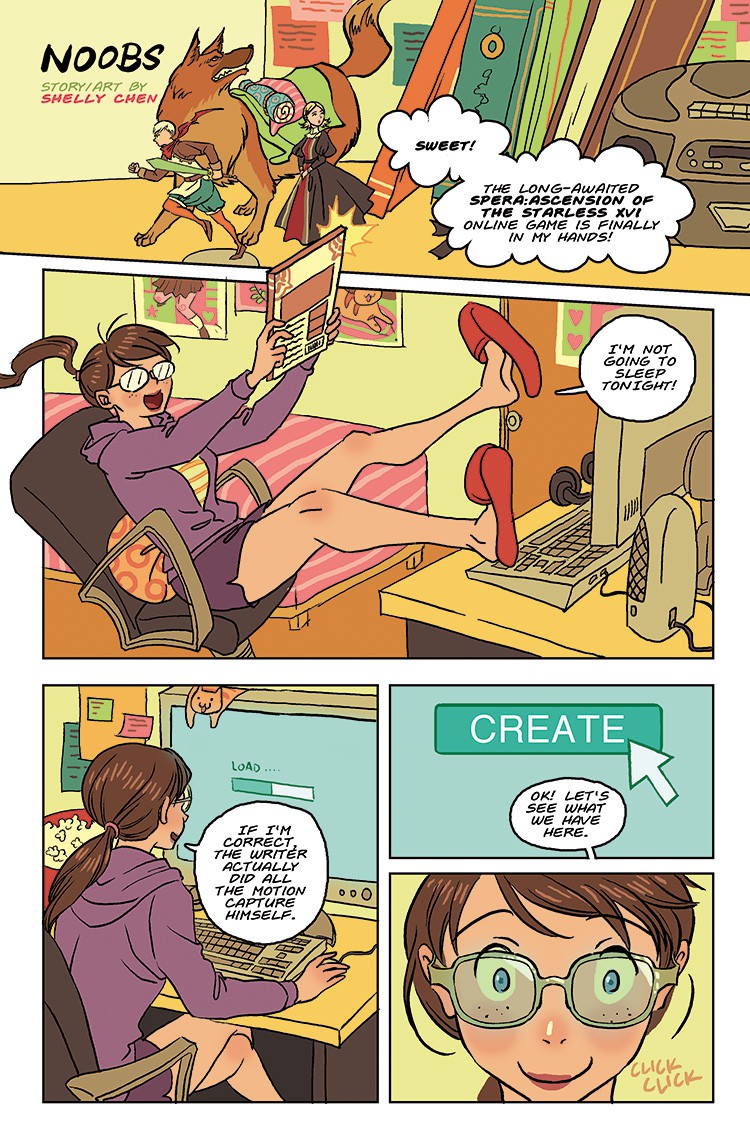 NOOBS
STORY/ART BY
SHELLY CHEN
SWEET!
THE LONG-AWAITED
SPERA:ASCENSION OF
THE STARLESS XVI
ONLINE GAME IS FINALLY
IN MY HANDS!
I'M NOT
GOING TO
SLEEP
TONIGHT!
LOAD ....
IF I'M
CORRECT,
THE WRITER
ACTUALLY
DID ALL
THE MOTION
CAPTURE
HIMSELF.
CREATE
OK! LET'S
SEE WHAT
WE HAVE
HERE.
CLICK
CLICK